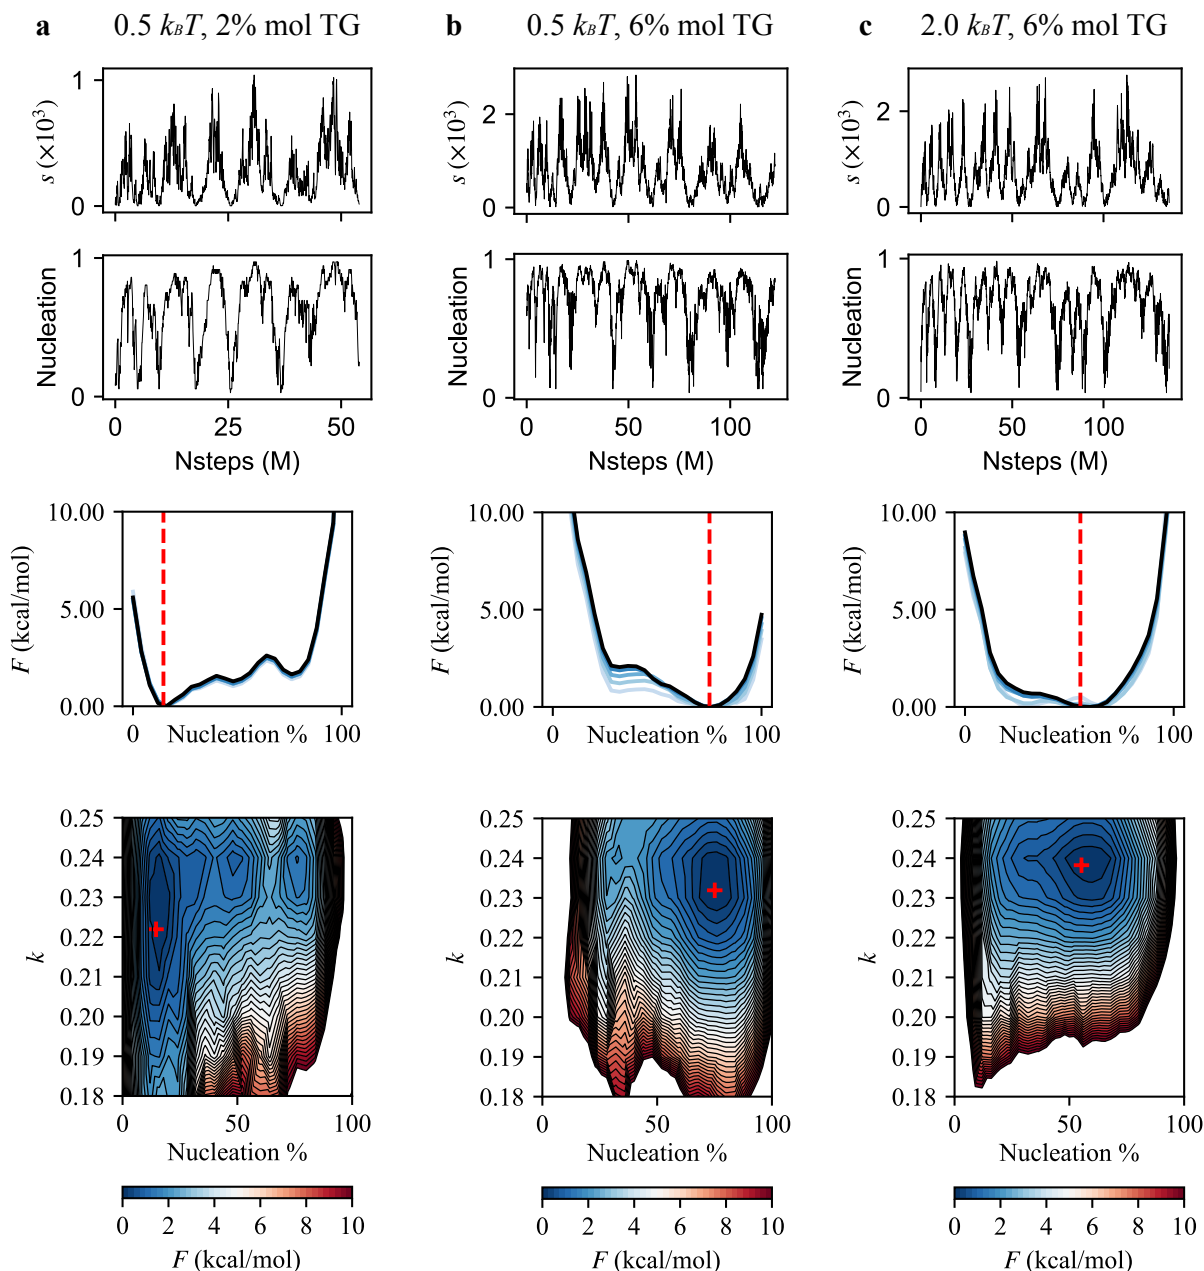 a 0.5 kBT, 2% mol TG
b 0.5 kBT, 6% mol TG
c 2.0 kBT, 6% mol TG
s (×10³)
1
0
s (×10³)
2
0
s (×10³)
2
0
Nucleation
1
0
0 25 50
Nsteps (M)
Nucleation
1
0
0 50 100
Nsteps (M)
Nucleation
1
0
0 50 100
Nsteps (M)
F (kcal/mol)
10.00
5.00
0.00
0 Nucleation % 100
F (kcal/mol)
10.00
5.00
0.00
0 Nucleation % 100
F (kcal/mol)
10.00
5.00
0.00
0 Nucleation % 100
k
0.25
0.24
0.23
0.22
0.21
0.20
0.19
0.18
0 50 100
Nucleation %
k
0.25
0.24
0.23
0.22
0.21
0.20
0.19
0.18
0 50 100
Nucleation %
k
0.25
0.24
0.23
0.22
0.21
0.20
0.19
0.18
0 50 100
Nucleation %
0 2 4 6 8 10
F (kcal/mol)
0 2 4 6 8 10
F (kcal/mol)
0 2 4 6 8 10
F (kcal/mol)